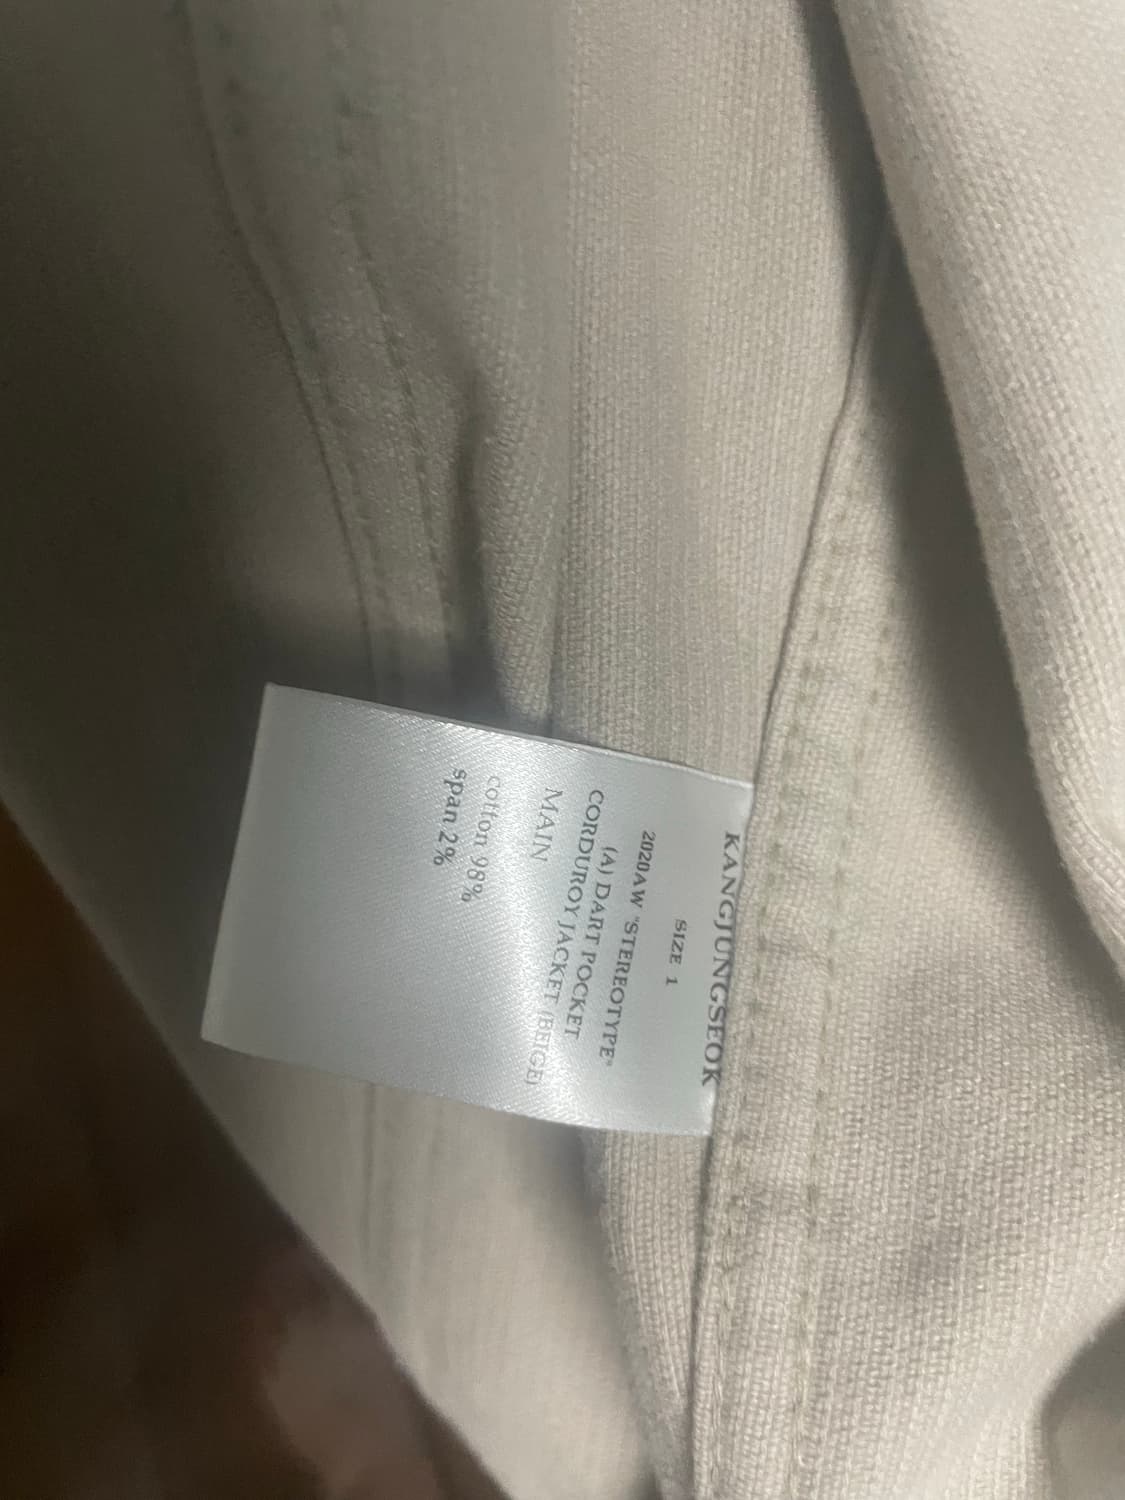 KANGJUNGSEOK
SIZE 1
2020AW "STEREOTYPE"
(A) DART POCKET
CORDUROY JACKET (BEIGE)
MAIN
cotton 98%
span 2%